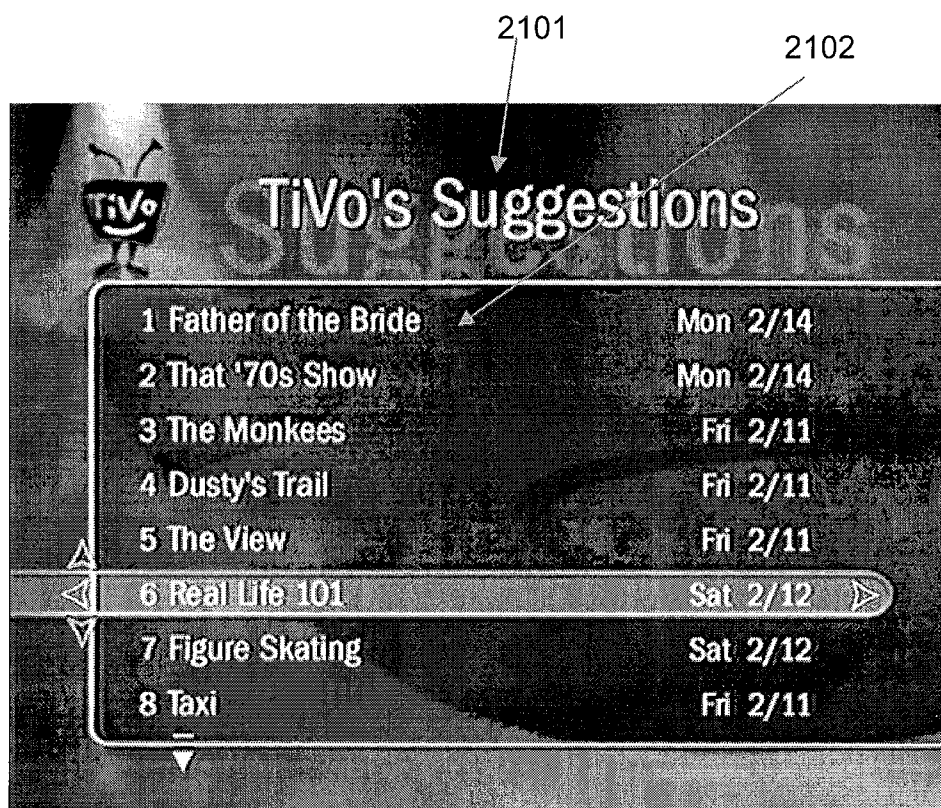 2101
2102
TiVo
TiVo's Suggestions
Suggestions
1 Father of the Bride Mon 2/14
2 That '70s Show Mon 2/14
3 The Monkees Fri 2/11
4 Dusty's Trail Fri 2/11
5 The View Fri 2/11
6 Real Life 101 Sat 2/12
7 Figure Skating Sat 2/12
8 Taxi Fri 2/11